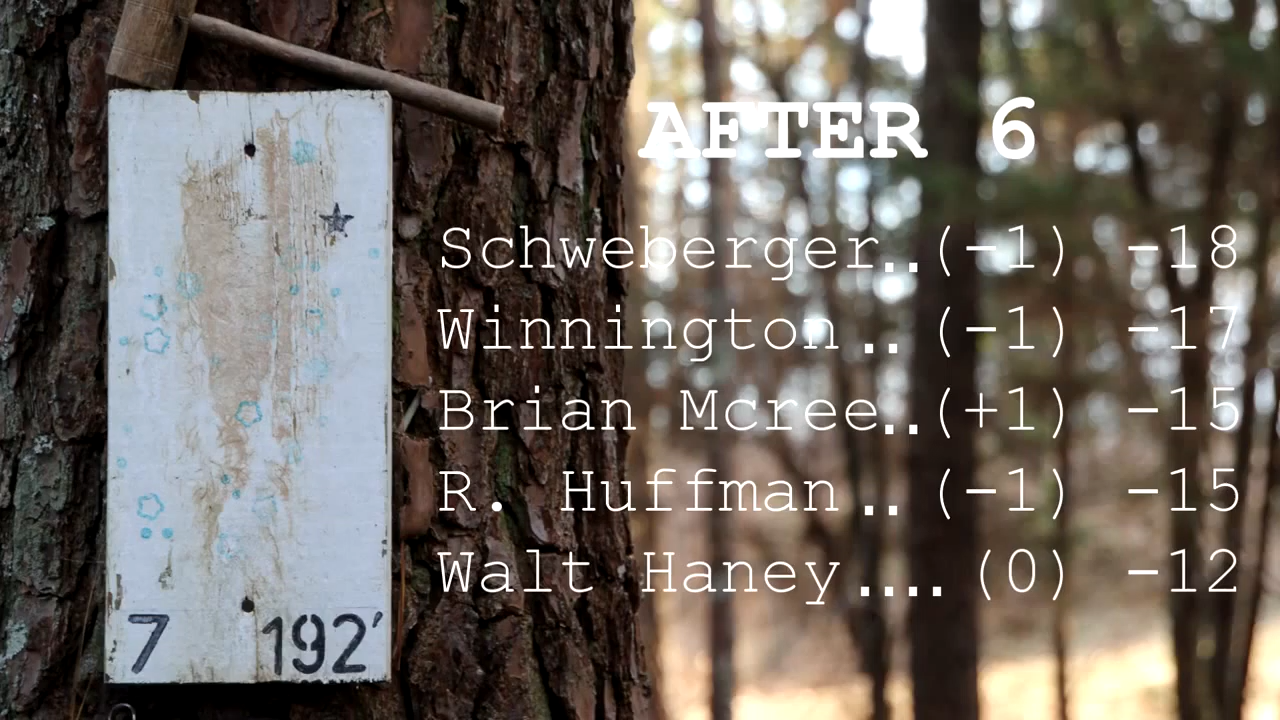 AFTER 6
Schweberger..(-1) -18
Winnington .. (-1) -17
Brian Mcree..(+1) -15
R. Huffman .. (-1) -15
Walt Haney .... (0) -12
7 192'